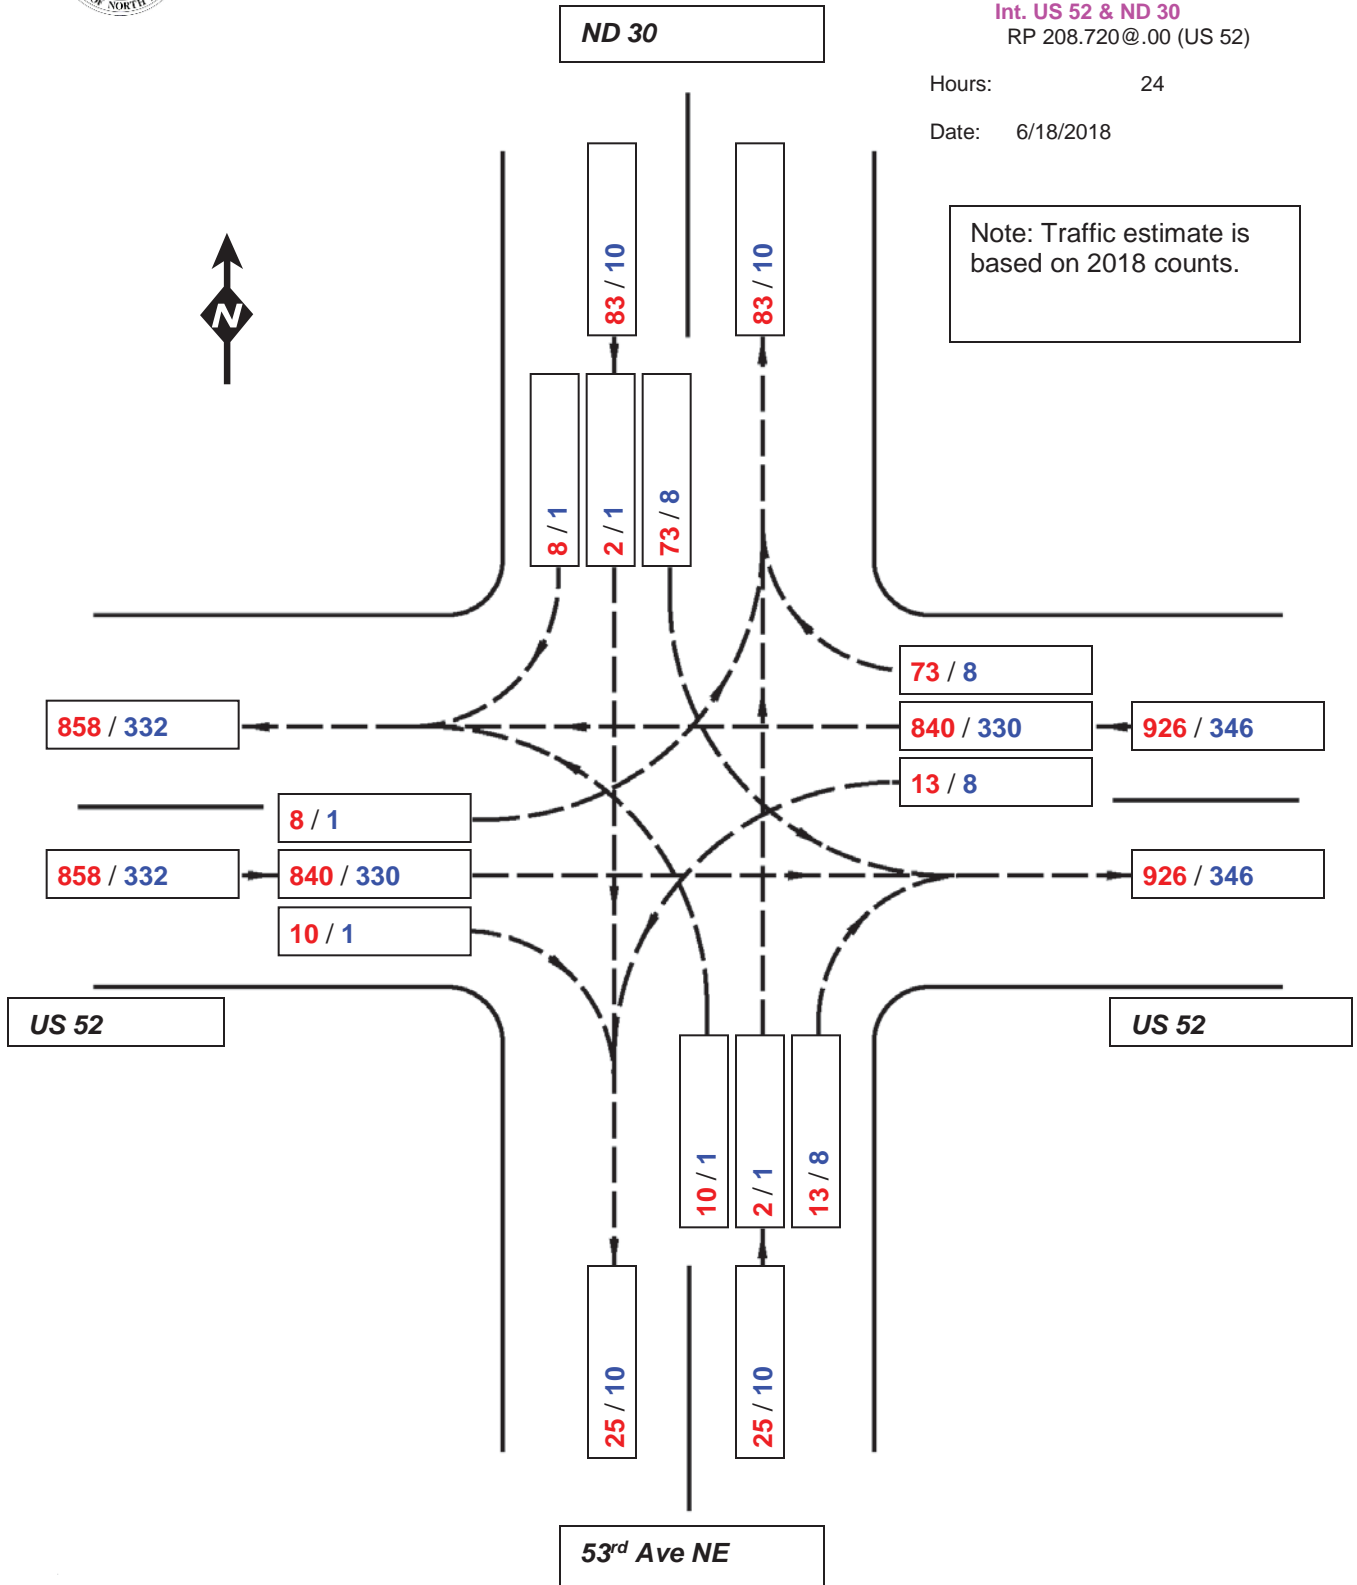 OF NORTH
ND 30
Int. US 52 & ND 30
RP 208.720@.00 (US 52)
Hours: 24
Date: 6/18/2018
Note: Traffic estimate is
based on 2018 counts.
N
83 / 10
83 / 10
8 / 1
2 / 1
73 / 8
73 / 8
858 / 332
840 / 330
926 / 346
13 / 8
8 / 1
858 / 332
840 / 330
926 / 346
10 / 1
US 52
US 52
10 / 1
2 / 1
13 / 8
25 / 10
25 / 10
53rd Ave NE